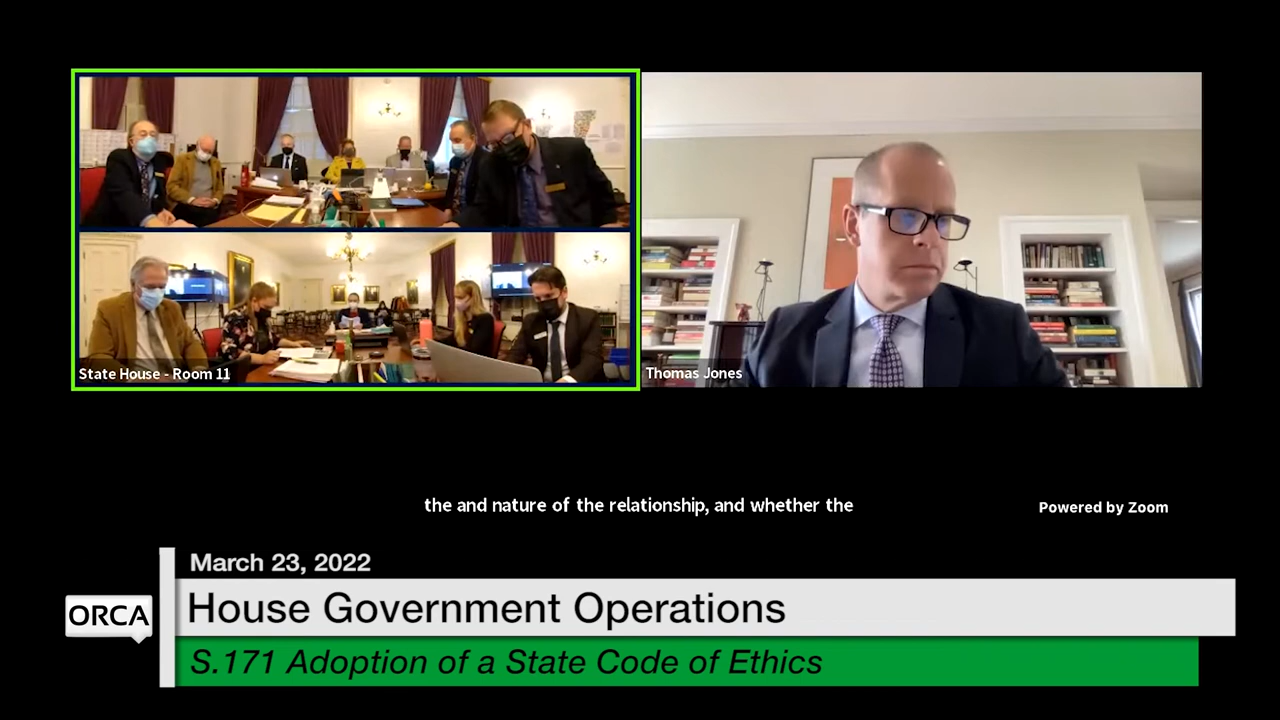 State House - Room 11
Thomas Jones
the and nature of the relationship, and whether the
Powered by Zoom
March 23, 2022
ORCA
House Government Operations
S.171 Adoption of a State Code of Ethics